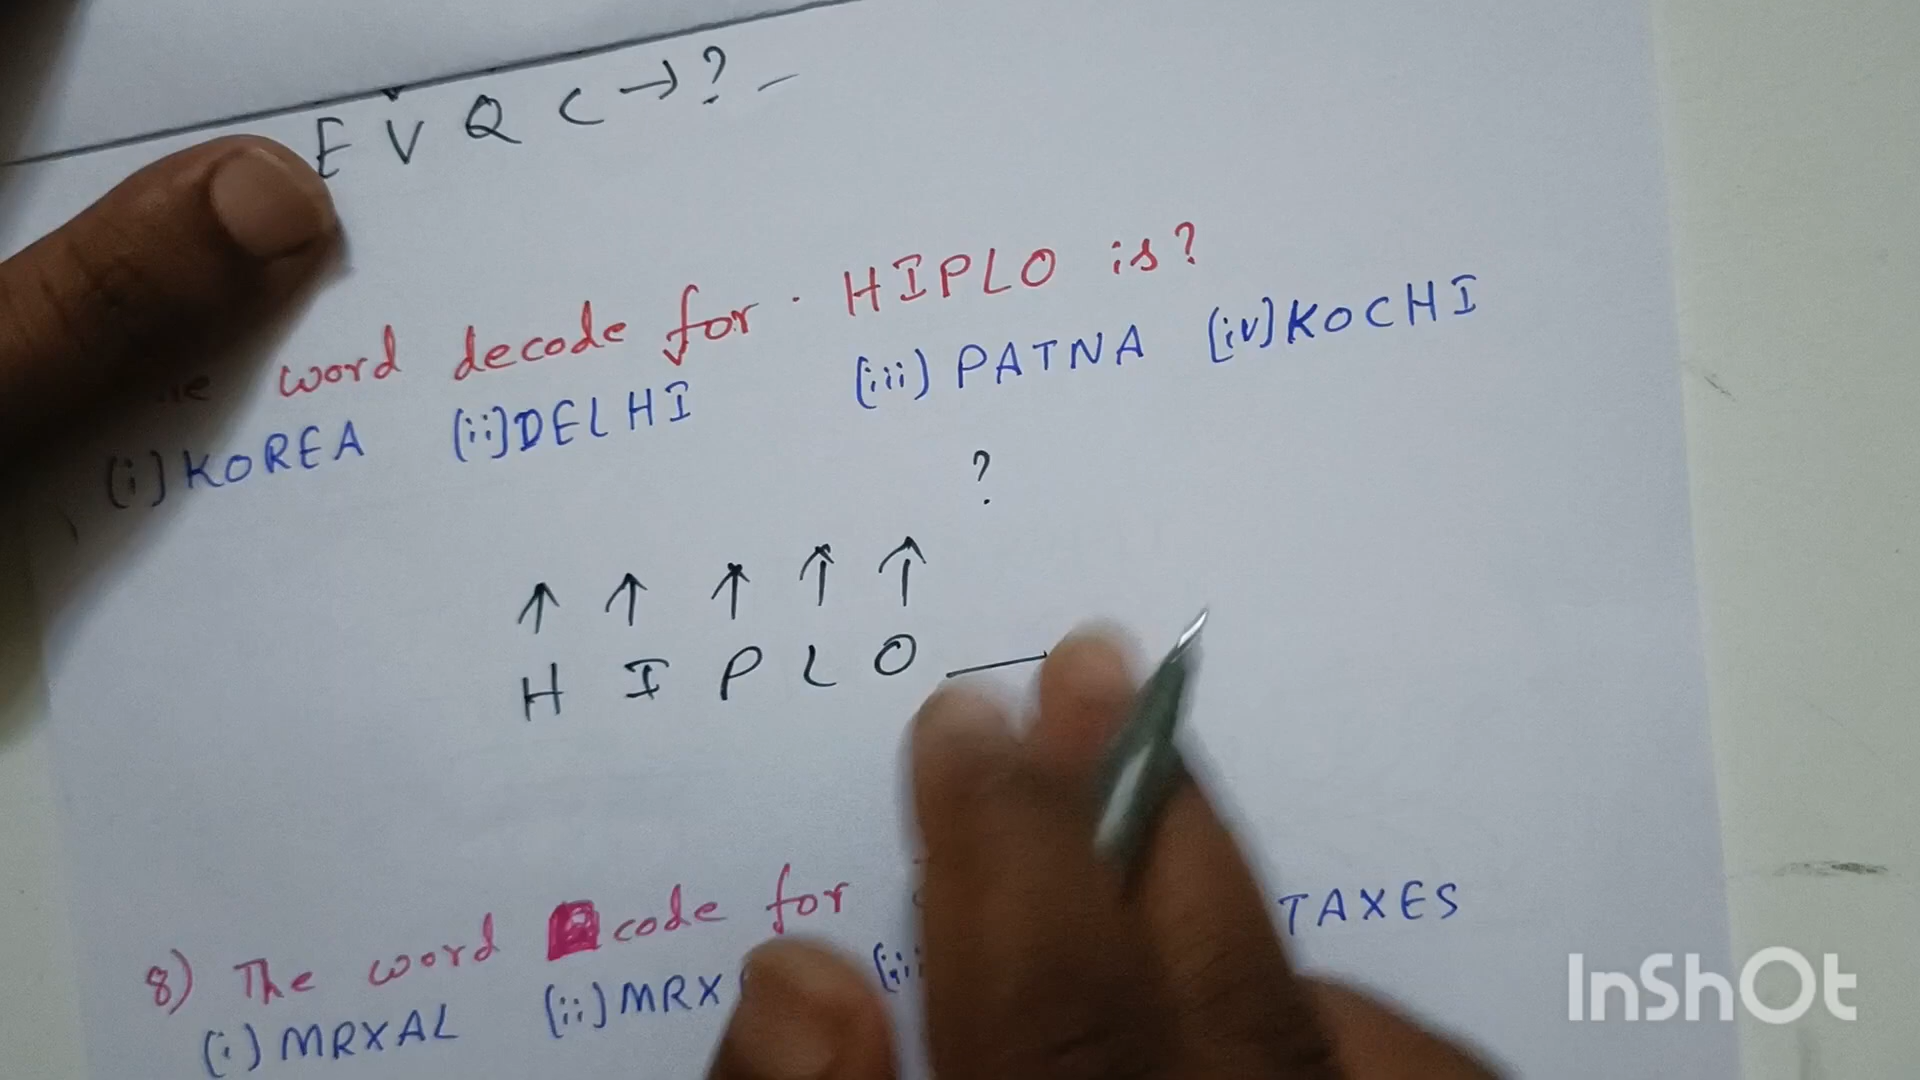 E V Q C → ? –
word decode for · HIPLO is?
(i) KOREA (ii) DELHI (iii) PATNA (iv) KOCHI
?
↑ ↑ ↑ ↑ ↑
H I P L O —
8) The word code for
(i) MRXAL (ii) MRX TAXES
InShOt